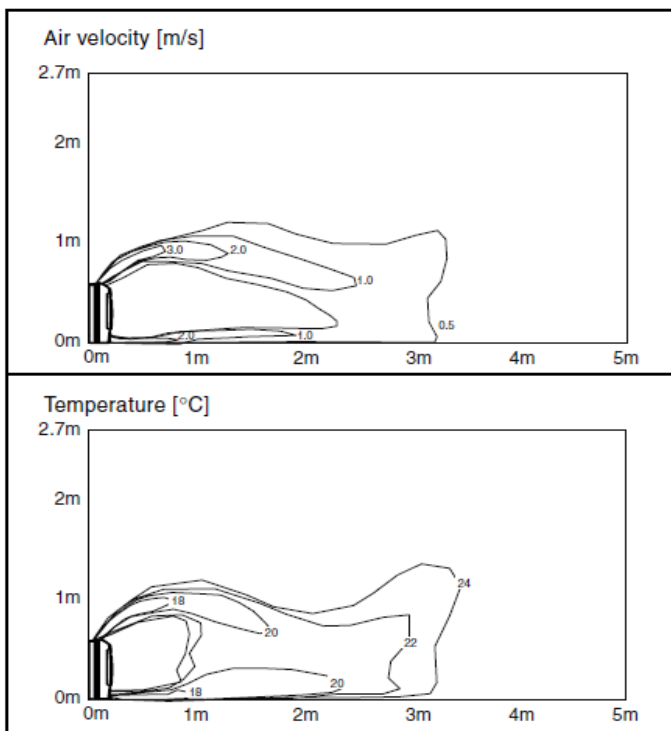 Air velocity [m/s]
2.7m
2m
1m
3.0
2.0
1.0
0.5
2.0
1.0
0m
0m 1m 2m 3m 4m 5m
Temperature [°C]
2.7m
2m
1m
24
18
20
22
20
18
0m
0m 1m 2m 3m 4m 5m